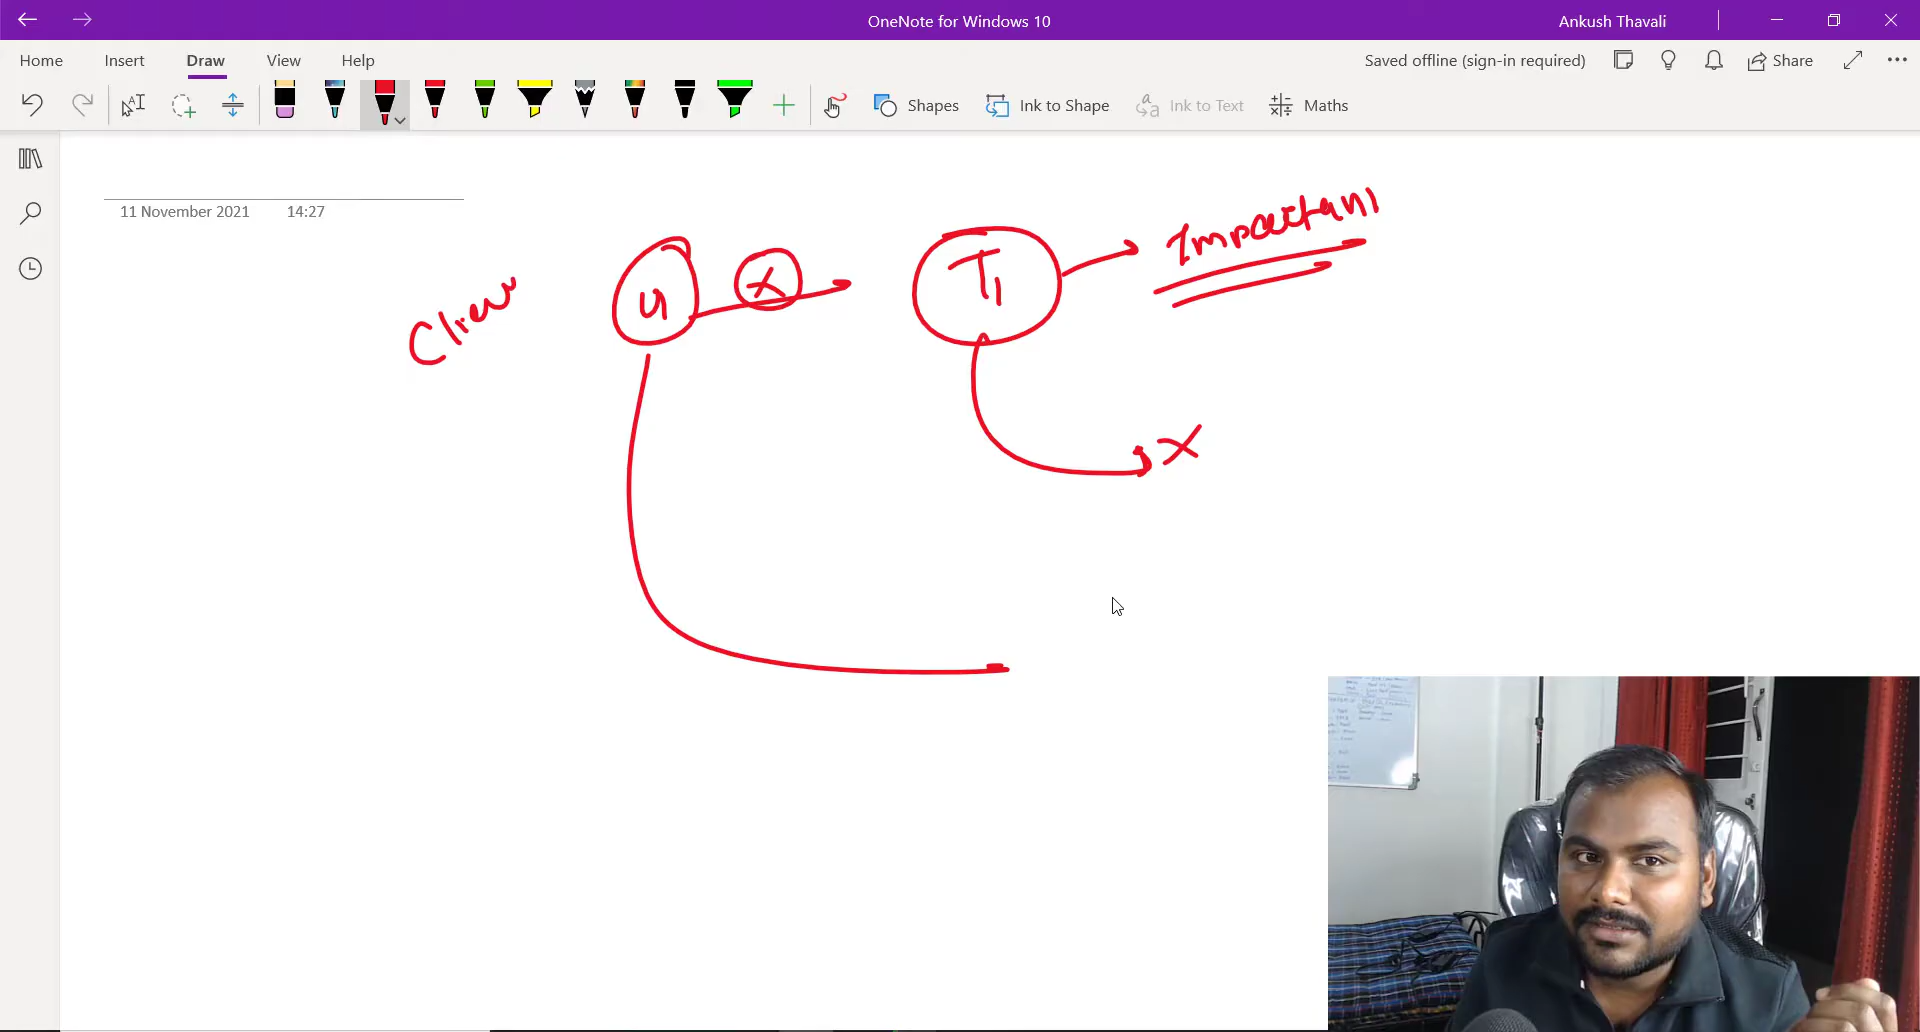 OneNote for Windows 10
Ankush Thavali
Home Insert Draw View Help
Saved offline (sign-in required) Share
Shapes Ink to Shape Ink to Text Maths
11 November 2021 14:27
Client
U
X
T1
Important
X